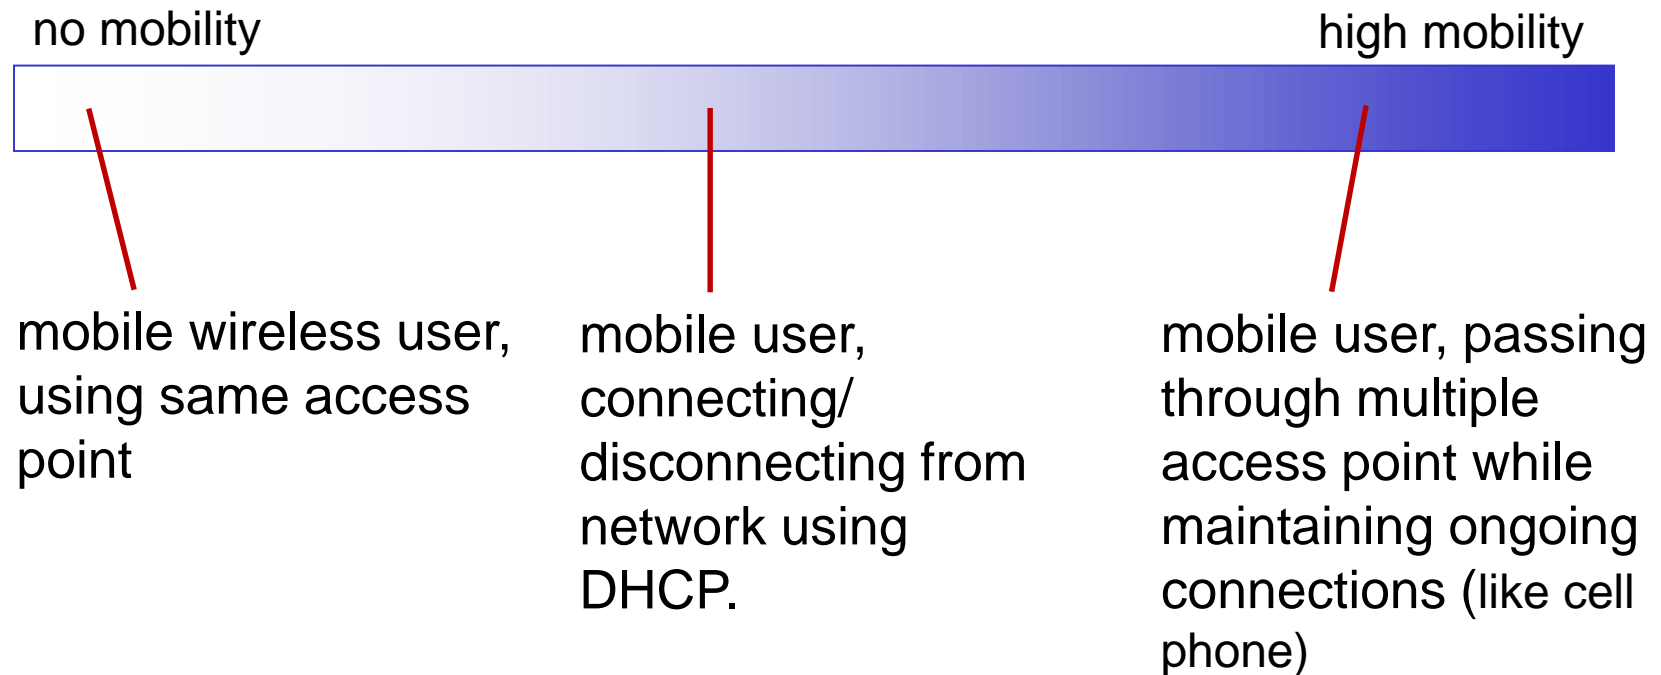 no mobility
high mobility
mobile wireless user,
using same access
point
mobile user,
connecting/
disconnecting from
network using
DHCP.
mobile user, passing
through multiple
access point while
maintaining ongoing
connections (like cell
phone)